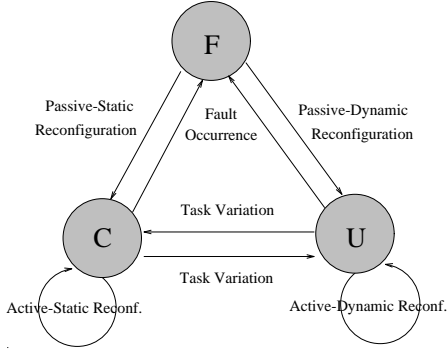 F
Passive-Static
Reconfiguration
Fault
Occurrence
Passive-Dynamic
Reconfiguration
Task Variation
C
U
Task Variation
Active-Static Reconf.
Active-Dynamic Reconf.